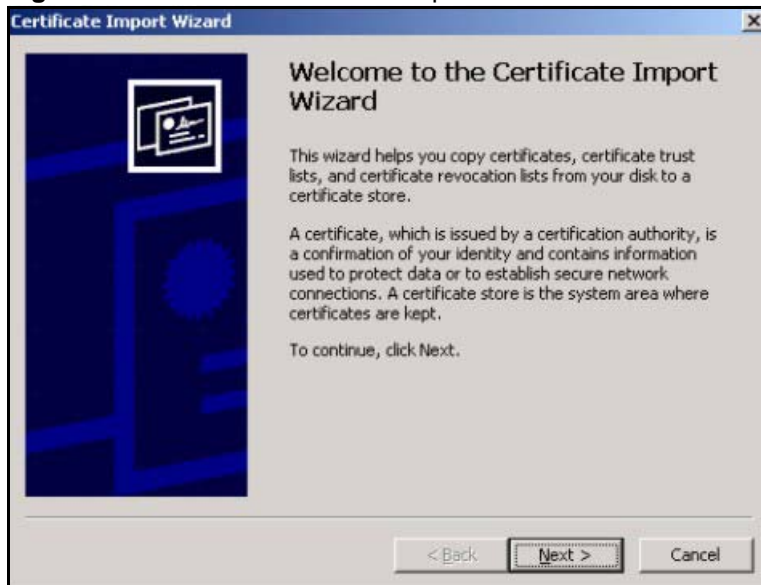 Certificate Import Wizard
Welcome to the Certificate Import
Wizard
This wizard helps you copy certificates, certificate trust
lists, and certificate revocation lists from your disk to a
certificate store.
A certificate, which is issued by a certification authority, is
a confirmation of your identity and contains information
used to protect data or to establish secure network
connections. A certificate store is the system area where
certificates are kept.
To continue, click Next.
< Back
Next >
Cancel